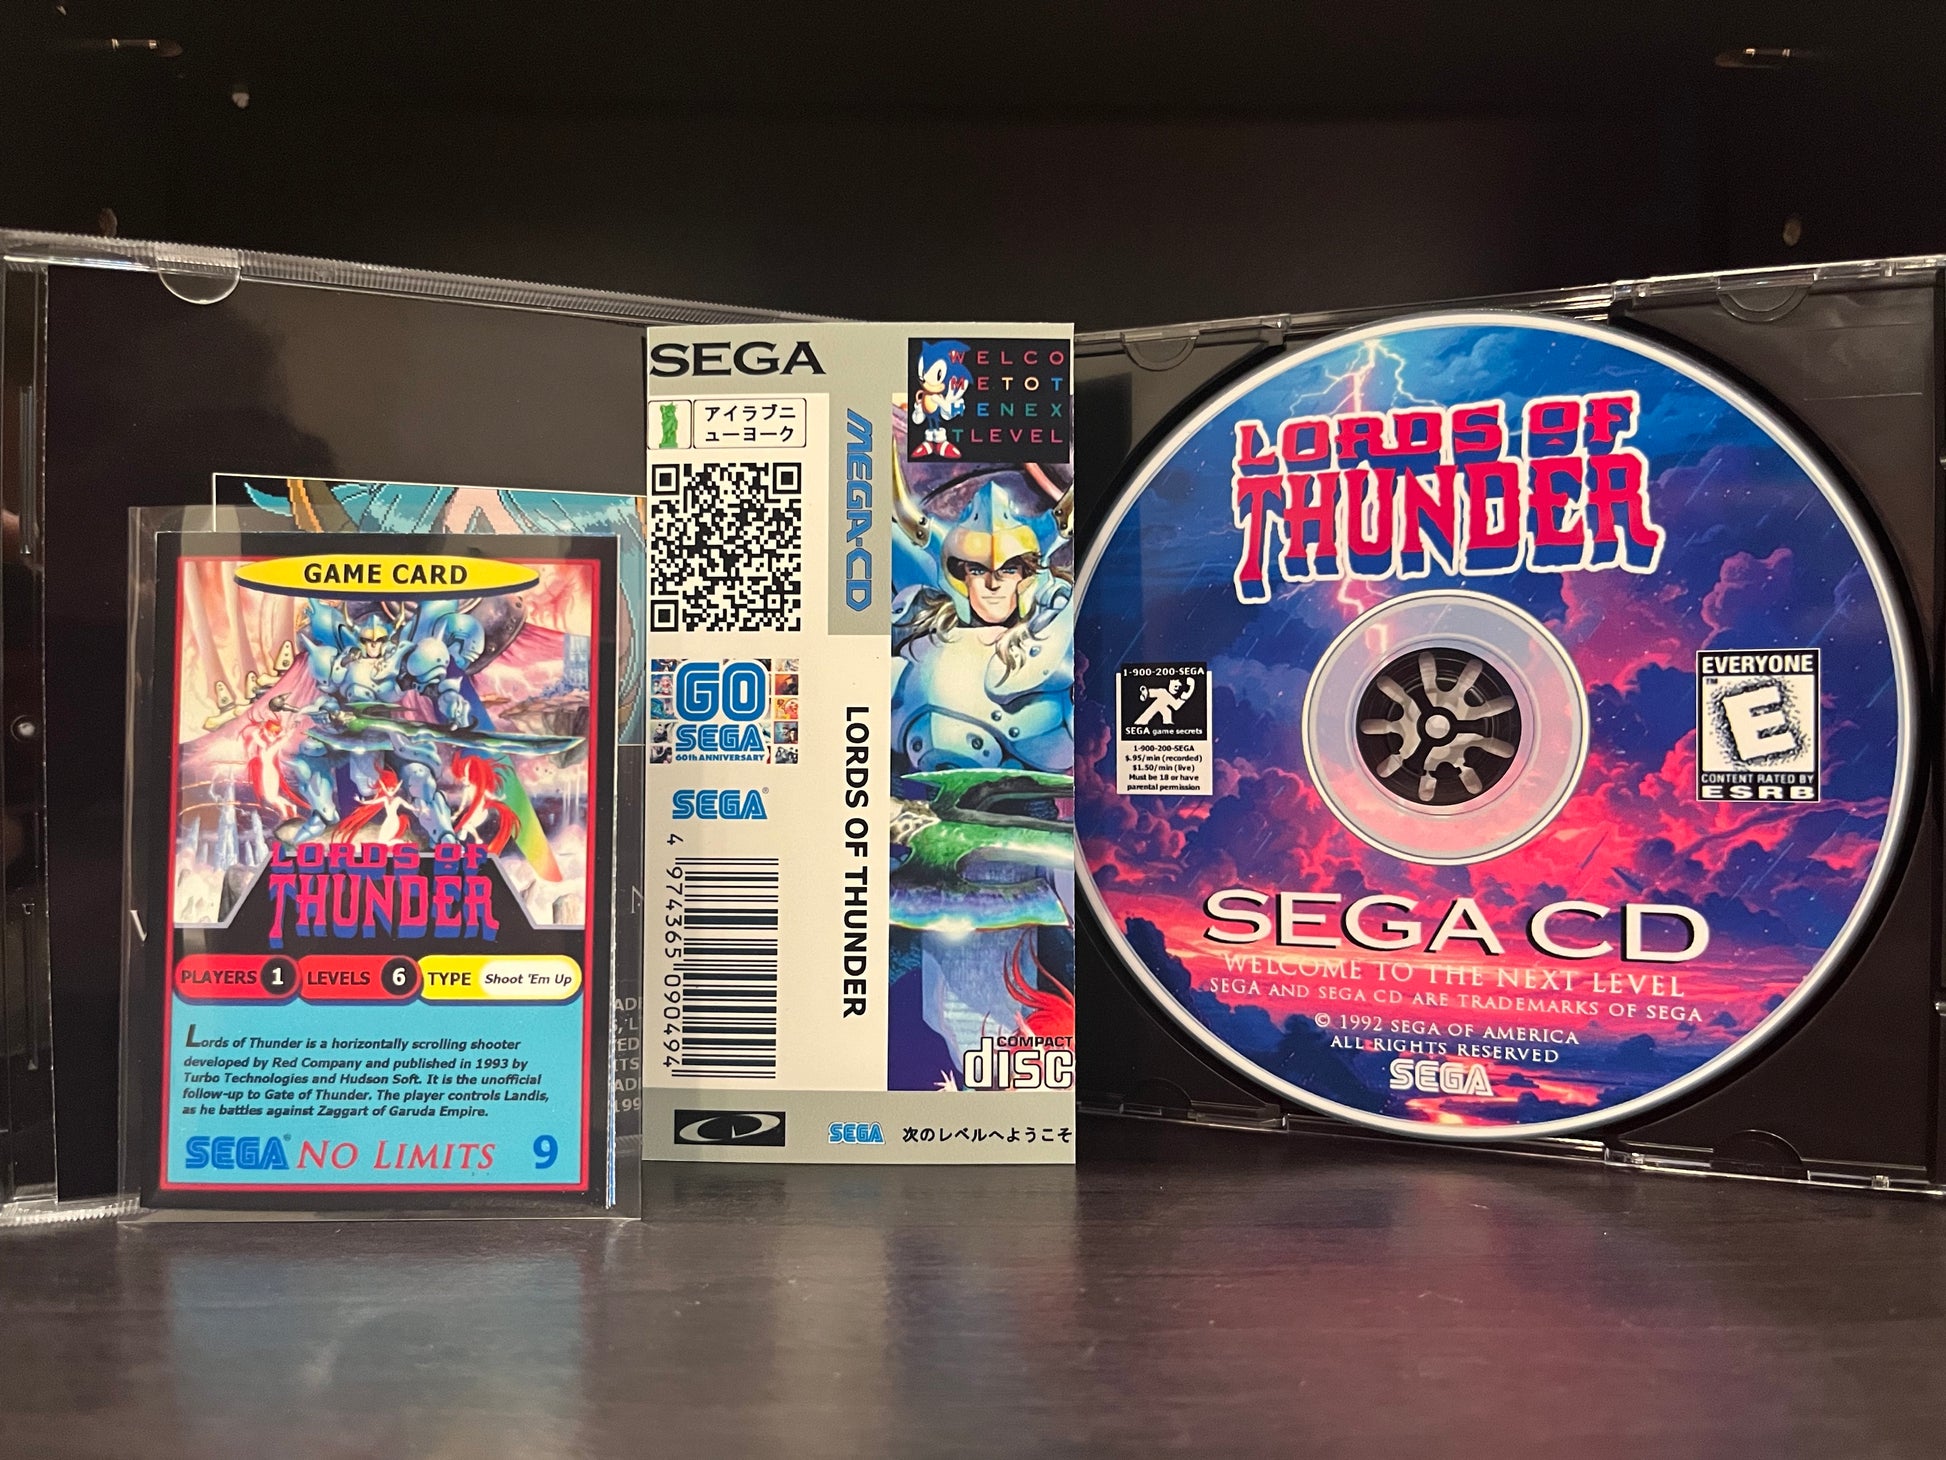 GAME CARD
LORDS OF
THUNDER
PLAYERS 1 LEVELS 6 TYPE Shoot 'Em Up
Lords of Thunder is a horizontally scrolling shooter
developed by Red Company and published in 1993 by
Turbo Technologies and Hudson Soft. It is the unofficial
follow-up to Gate of Thunder. The player controls Landis,
as he battles against Zaggart of Garuda Empire.
SEGA® NO LIMITS 9
SEGA
アイラブニ
ューヨーク
GO
SEGA
60th ANNIVERSARY
SEGA®
4 974365 090494
MEGA-CD
LORDS OF THUNDER
WELCO
METOT
HENEX
TLEVEL
COMPACT
disc
CD
SEGA 次のレベルへようこそ
LORDS OF
THUNDER
1-900-200-SEGA
SEGA game secrets
1-900-200-SEGA
$.95/min (recorded)
$1.50/min (live)
Must be 18 or have
parental permission
EVERYONE
™
E
CONTENT RATED BY
ESRB
SEGA CD
WELCOME TO THE NEXT LEVEL
SEGA AND SEGA CD ARE TRADEMARKS OF SEGA
© 1992 SEGA OF AMERICA
ALL RIGHTS RESERVED
SEGA